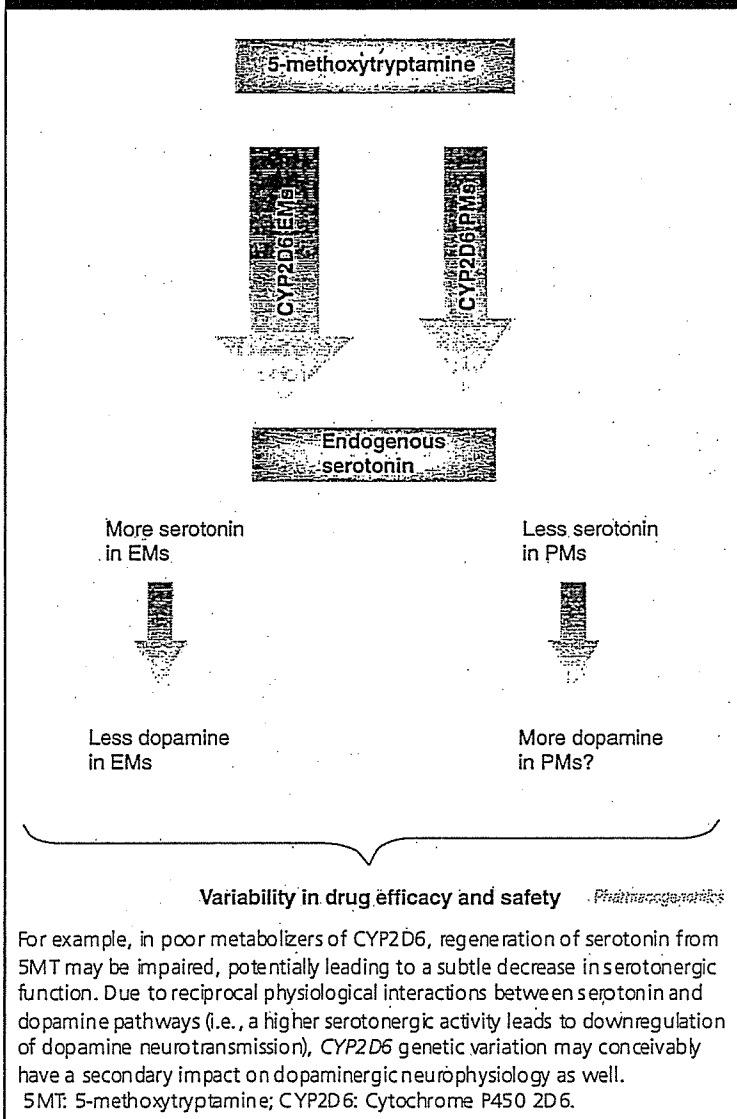 5-methoxytryptamine
CYP2D6 EMs
CYP2D6 PMs
Endogenous
serotonin
More serotonin
in EMs
Less serotonin
in PMs
Less dopamine
in EMs
More dopamine
in PMs?
Variability in drug efficacy and safety Pharmacogenomics
For example, in poor metabolizers of CYP2D6, regeneration of serotonin from
5MT may be impaired, potentially leading to a subtle decrease in serotonergic
function. Due to reciprocal physiological interactions between serotonin and
dopamine pathways (i.e., a higher serotonergic activity leads to downregulation
of dopamine neurotransmission), CYP2D6 genetic variation may conceivably
have a secondary impact on dopaminergic neurophysiology as well.
5MT: 5-methoxytryptamine; CYP2D6: Cytochrome P450 2D6.